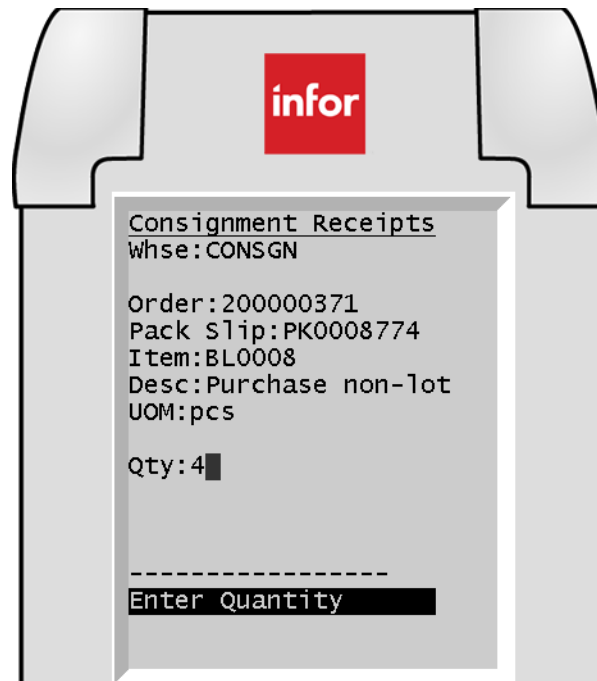 infor
Consignment Receipts
Whse:CONSGN
Order:200000371
Pack Slip:PK0008774
Item:BL0008
Desc:Purchase non-lot
UOM:pcs
Qty:4
-----------------
Enter Quantity